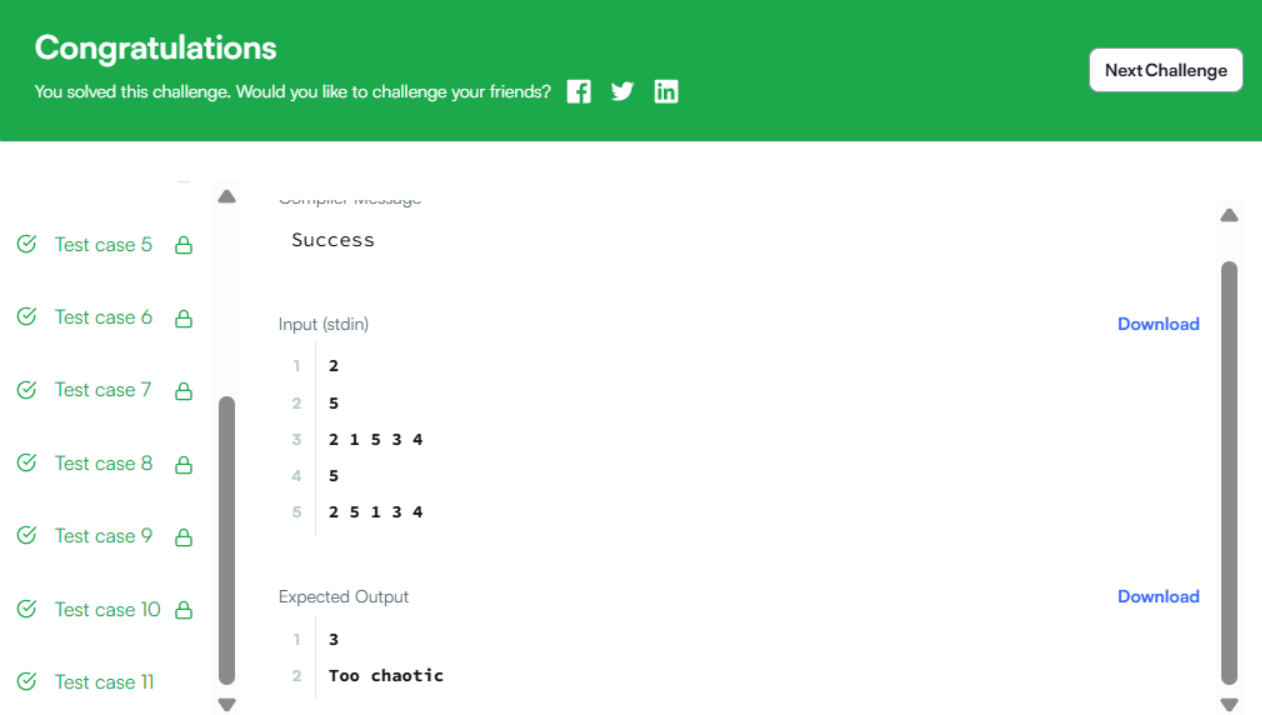 Congratulations
You solved this challenge. Would you like to challenge your friends?
Next Challenge
Test case 5
Test case 6
Test case 7
Test case 8
Test case 9
Test case 10
Test case 11
Compiler Message
Success
Input (stdin)
Download
1 2
2 5
3 2 1 5 3 4
4 5
5 2 5 1 3 4
Expected Output
Download
1 3
2 Too chaotic